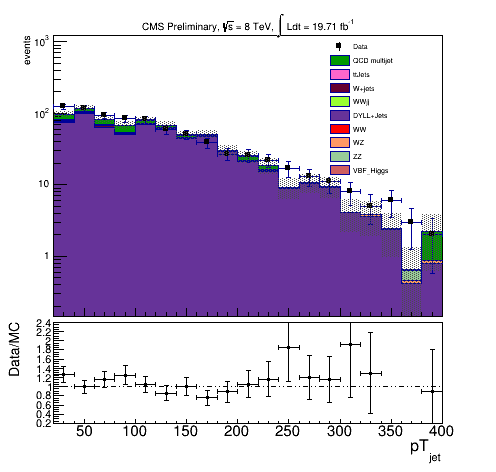 CMS Preliminary, √s = 8 TeV, ∫ Ldt = 19.71 fb⁻¹
events
10³
10²
10
1
Data
QCD multijet
ttJets
W+jets
WWjj
DYLL+Jets
WW
WZ
ZZ
VBF_Higgs
Data/MC
2.4
2.2
2
1.8
1.6
1.4
1.2
1
0.8
0.6
0.4
0.2
50 100 150 200 250 300 350 400
pT_jet